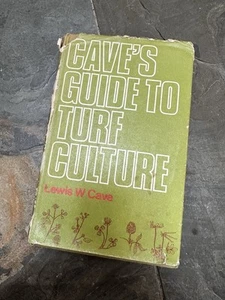 CAVE'S
GUIDE TO
TURF
CULTURE
Lewis W Cave